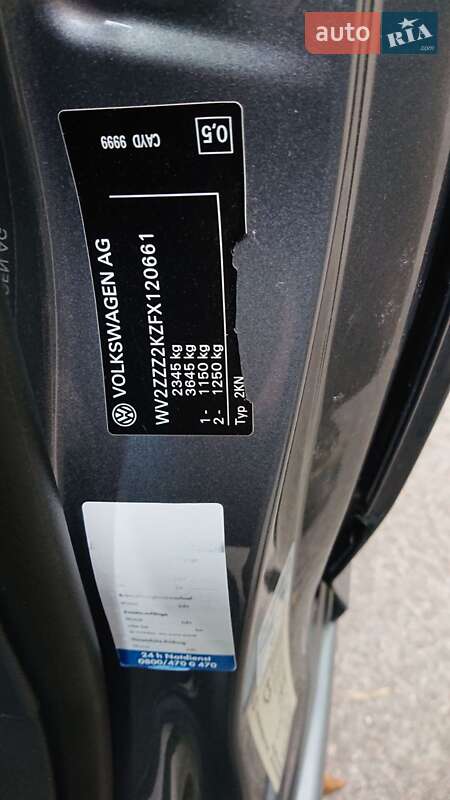 auto RIA .com
VOLKSWAGEN AG
WV2ZZZ2KZFX120661
2345 kg
3645 kg
1 - 1150 kg
2 - 1250 kg
Typ 2KN
CAYD 9999
0,5
24 h Notdienst
0800/470 0 470